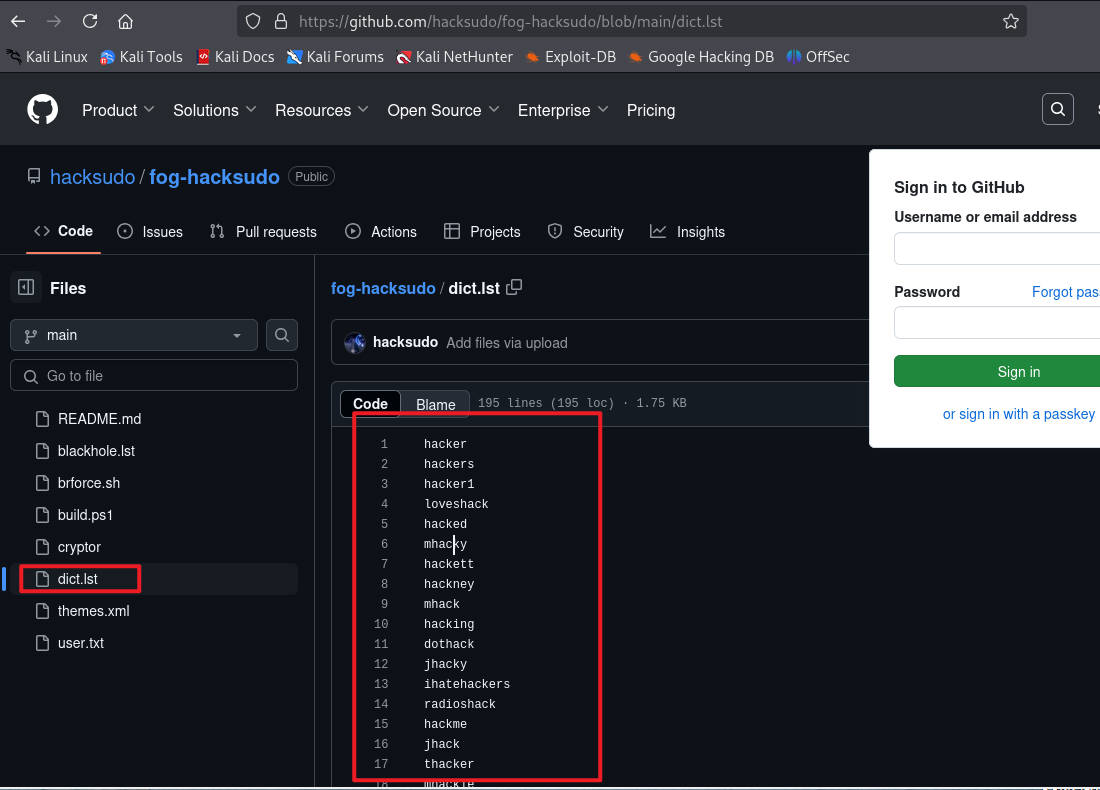 https://github.com/hacksudo/fog-hacksudo/blob/main/dict.lst
Kali Linux Kali Tools Kali Docs Kali Forums Kali NetHunter Exploit-DB Google Hacking DB OffSec
Product Solutions Resources Open Source Enterprise Pricing
hacksudo / fog-hacksudo Public
Code Issues Pull requests Actions Projects Security Insights
Sign in to GitHub
Username or email address
Password Forgot pas
Sign in
or sign in with a passkey
Files
main
Go to file
README.md
blackhole.lst
brforce.sh
build.ps1
cryptor
dict.lst
themes.xml
user.txt
fog-hacksudo / dict.lst
hacksudo Add files via upload
Code Blame 195 lines (195 loc) · 1.75 KB
1 hacker
2 hackers
3 hacker1
4 loveshack
5 hacked
6 mhacky
7 hackett
8 hackney
9 mhack
10 hacking
11 dothack
12 jhacky
13 ihatehackers
14 radioshack
15 hackme
16 jhack
17 thacker
18